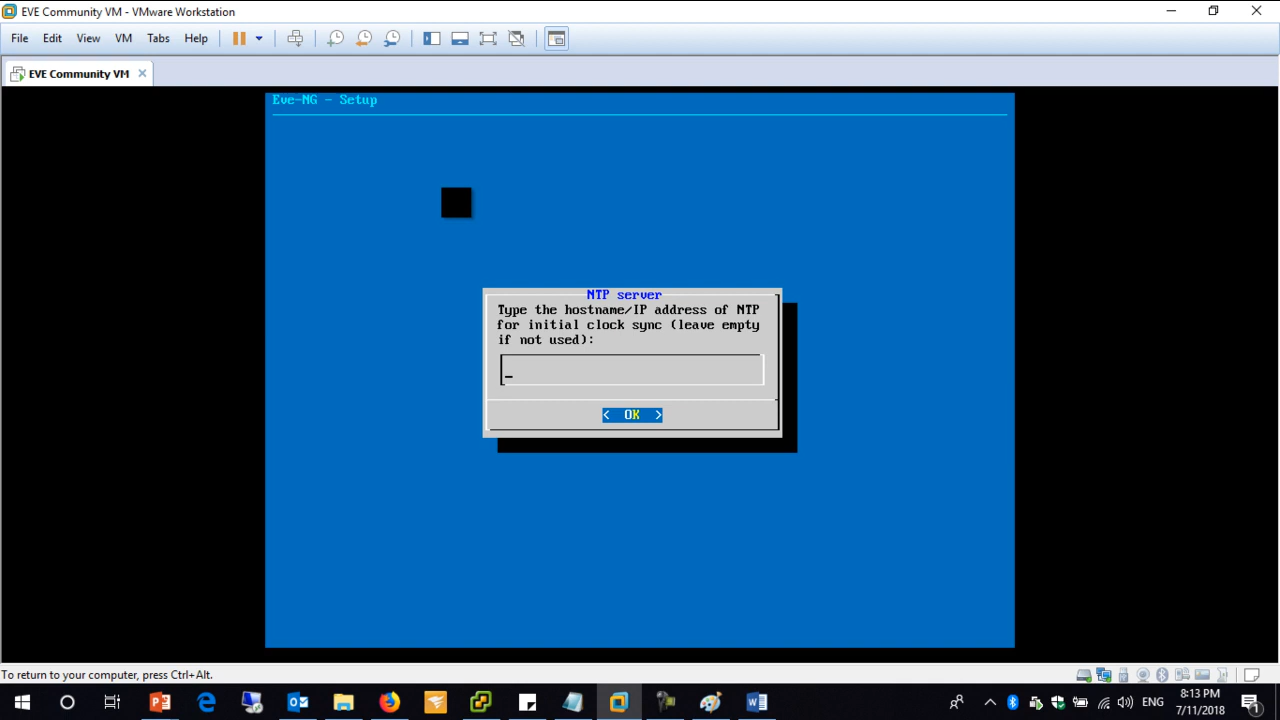 EVE Community VM - VMware Workstation
File Edit View VM Tabs Help
EVE Community VM
Eve-NG - Setup
NTP server
Type the hostname/IP address of NTP
for initial clock sync (leave empty
if not used):
< OK >
To return to your computer, press Ctrl+Alt.
ENG
8:13 PM
7/11/2018
1